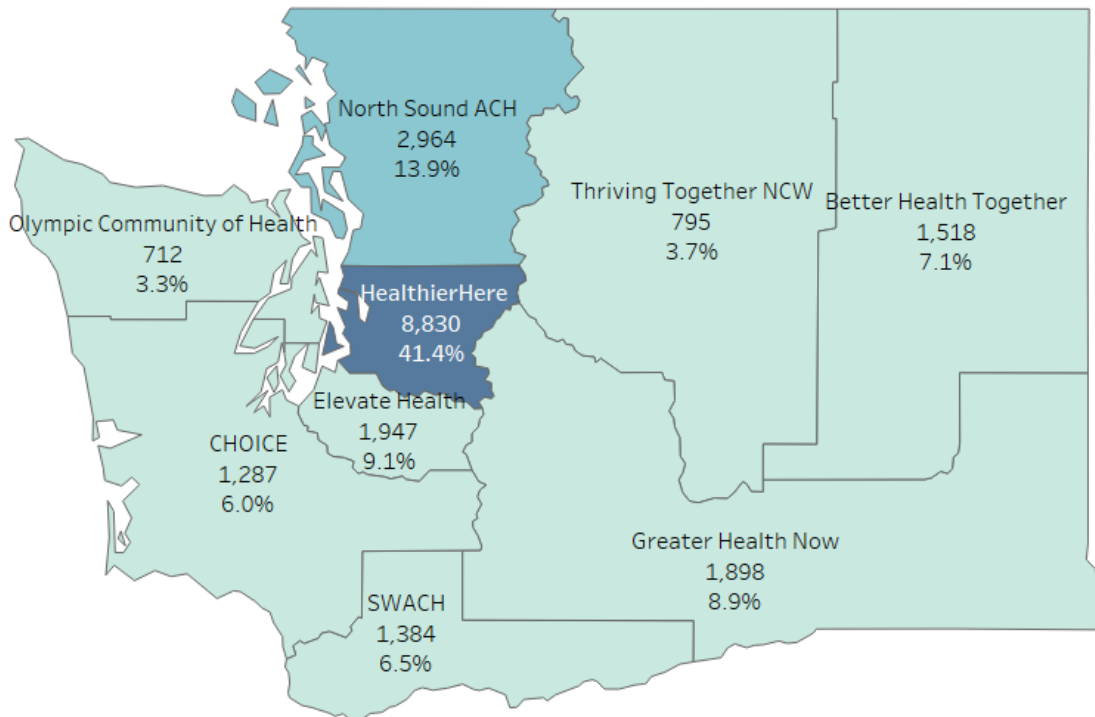 North Sound ACH
2,964
13.9%
Thriving Together NCW
795
3.7%
Better Health Together
1,518
7.1%
Olympic Community of Health
712
3.3%
HealthierHere
8,830
41.4%
Elevate Health
1,947
9.1%
CHOICE
1,287
6.0%
Greater Health Now
1,898
8.9%
SWACH
1,384
6.5%